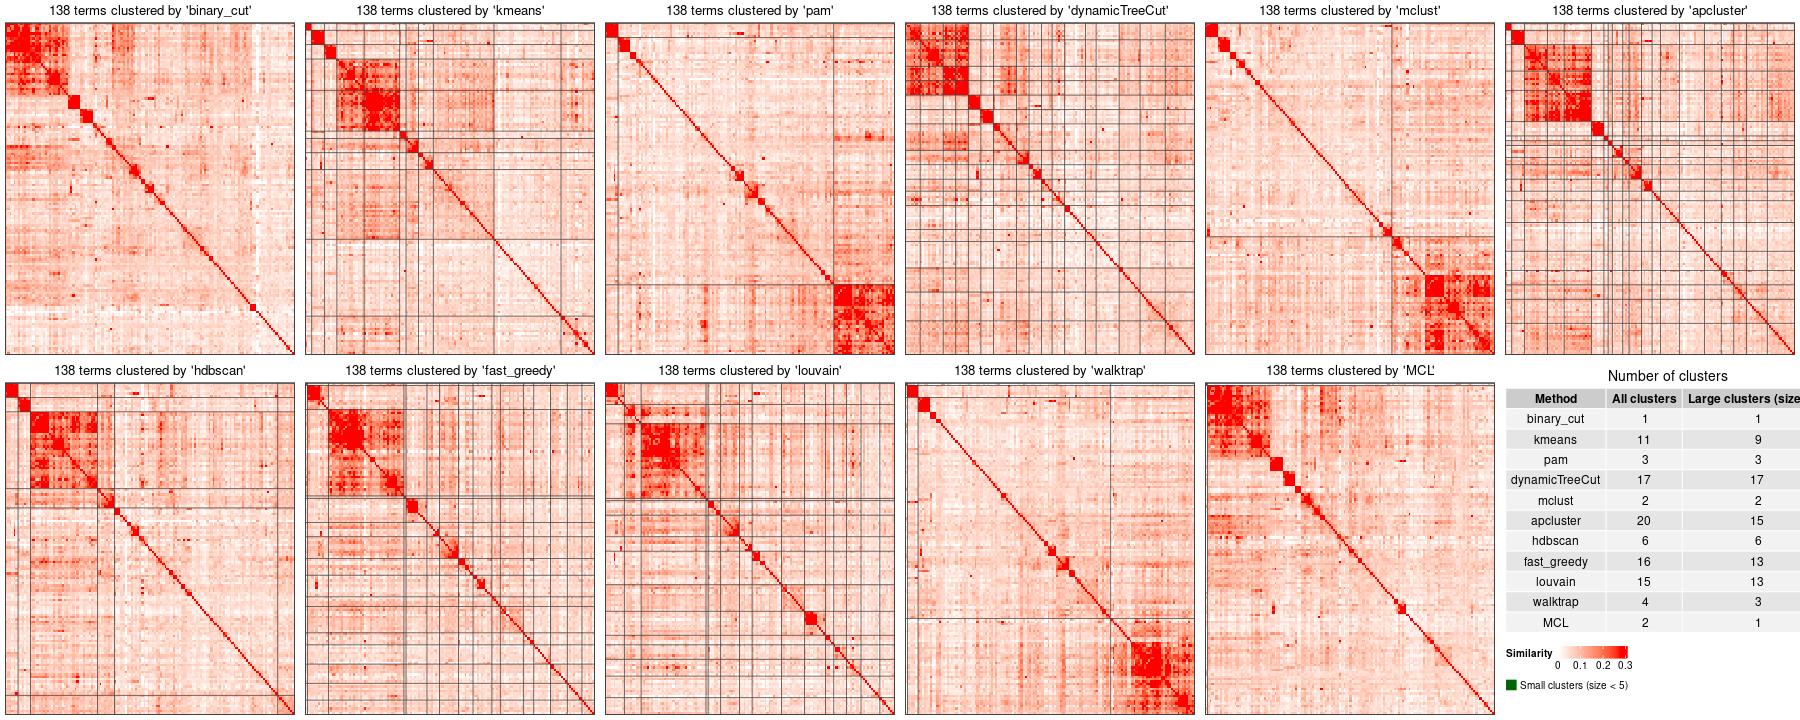 138 terms clustered by 'binary_cut'
138 terms clustered by 'kmeans'
138 terms clustered by 'pam'
138 terms clustered by 'dynamicTreeCut'
138 terms clustered by 'mclust'
138 terms clustered by 'apcluster'
138 terms clustered by 'hdbscan'
138 terms clustered by 'fast_greedy'
138 terms clustered by 'louvain'
138 terms clustered by 'walktrap'
138 terms clustered by 'MCL'
Number of clusters
Method All clusters Large clusters (size
binary_cut 1 1
kmeans 11 9
pam 3 3
dynamicTreeCut 17 17
mclust 2 2
apcluster 20 15
hdbscan 6 6
fast_greedy 16 13
louvain 15 13
walktrap 4 3
MCL 2 1
Similarity
0 0.1 0.2 0.3
Small clusters (size < 5)